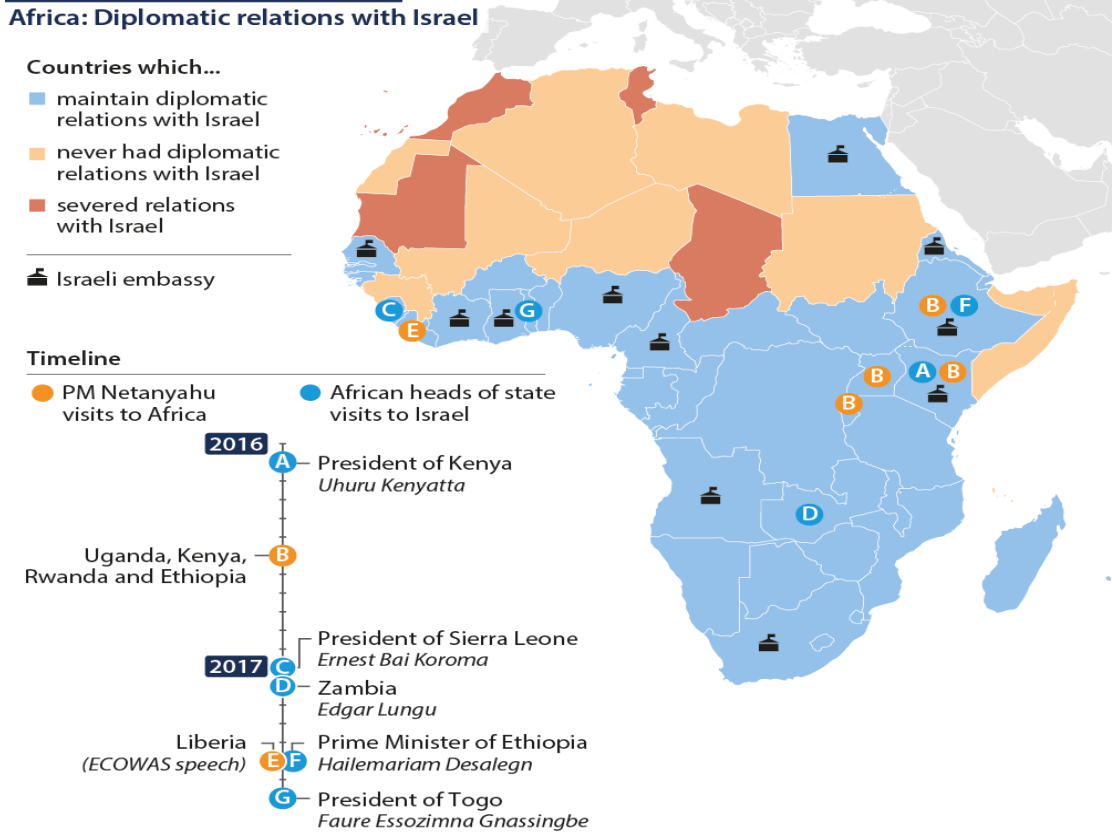 Africa: Diplomatic relations with Israel
Countries which...
maintain diplomatic
relations with Israel
never had diplomatic
relations with Israel
severed relations
with Israel
Israeli embassy
C
E
G
B
F
B
A
B
B
D
Timeline
PM Netanyahu
visits to Africa
African heads of state
visits to Israel
2016
A
President of Kenya
Uhuru Kenyatta
Uganda, Kenya,
Rwanda and Ethiopia
B
President of Sierra Leone
Ernest Bai Koroma
2017
C
D
Zambia
Edgar Lungu
Liberia
(ECOWAS speech)
E
F
Prime Minister of Ethiopia
Hailemariam Desalegn
G
President of Togo
Faure Essozimna Gnassingbe